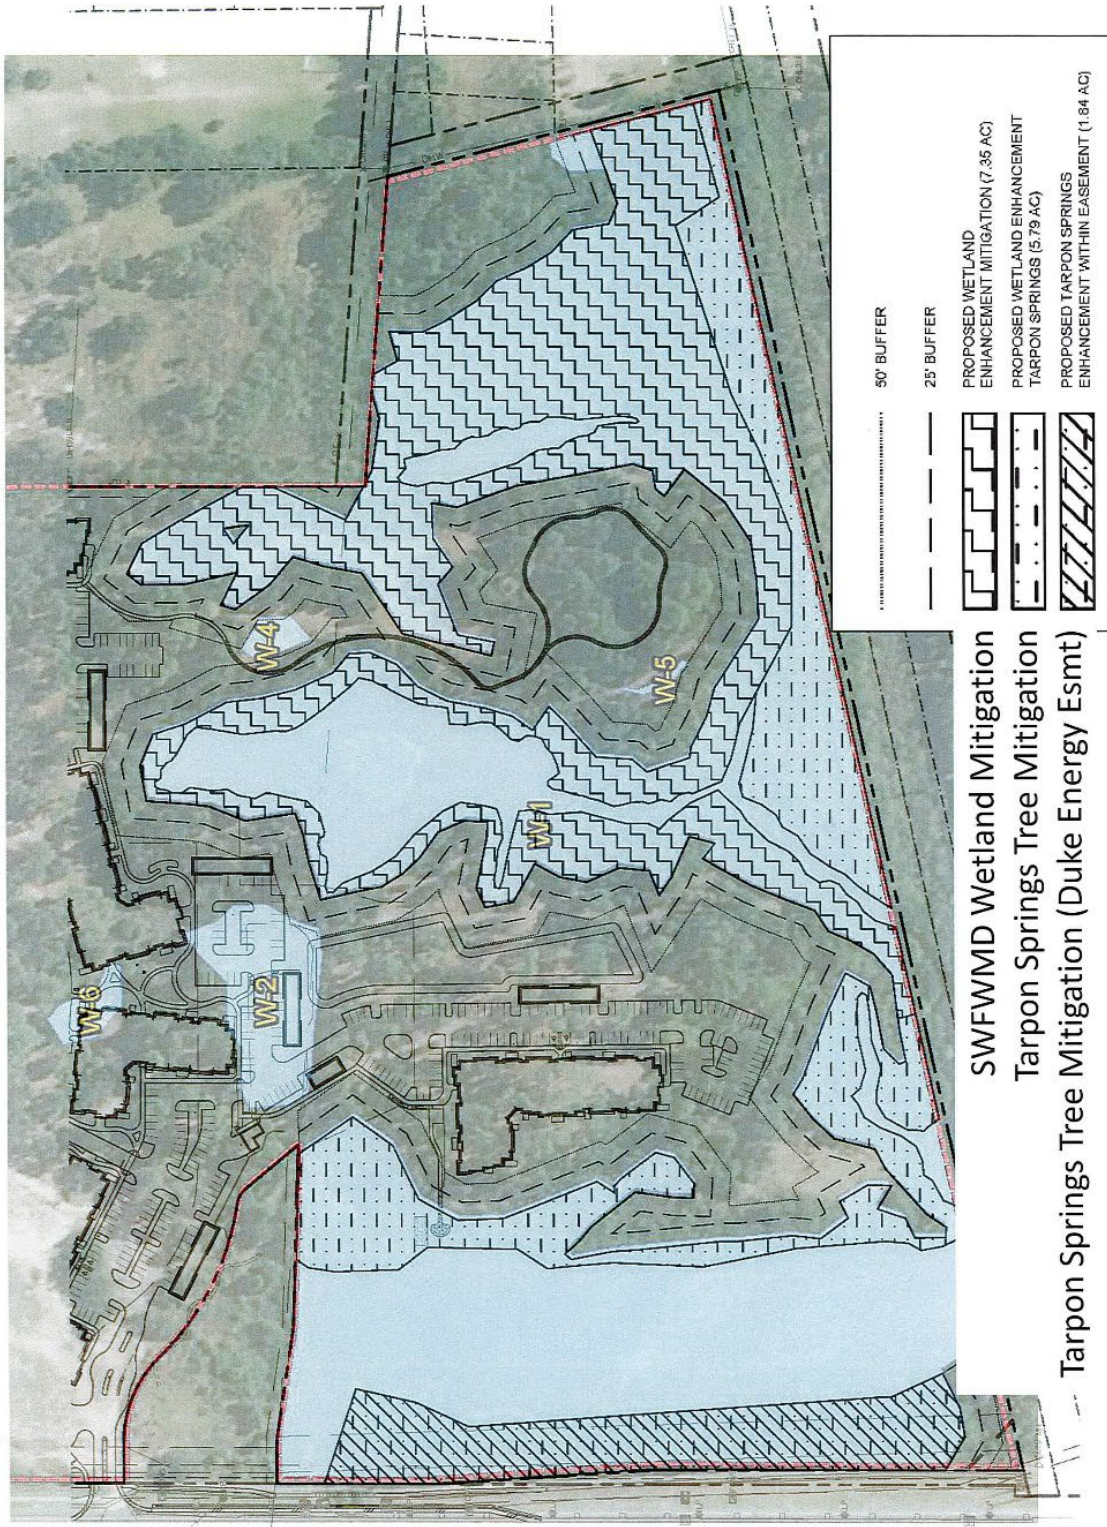 W-4
W-5
W-1
W-2
W-6
50' BUFFER
25' BUFFER
PROPOSED WETLAND
ENHANCEMENT MITIGATION (7.35 AC)
PROPOSED WETLAND ENHANCEMENT
TARPON SPRINGS (5.79 AC)
PROPOSED TARPON SPRINGS
ENHANCEMENT WITHIN EASEMENT (1.84 AC)
SWFWMD Wetland Mitigation
Tarpon Springs Tree Mitigation
Tarpon Springs Tree Mitigation (Duke Energy Esmt)